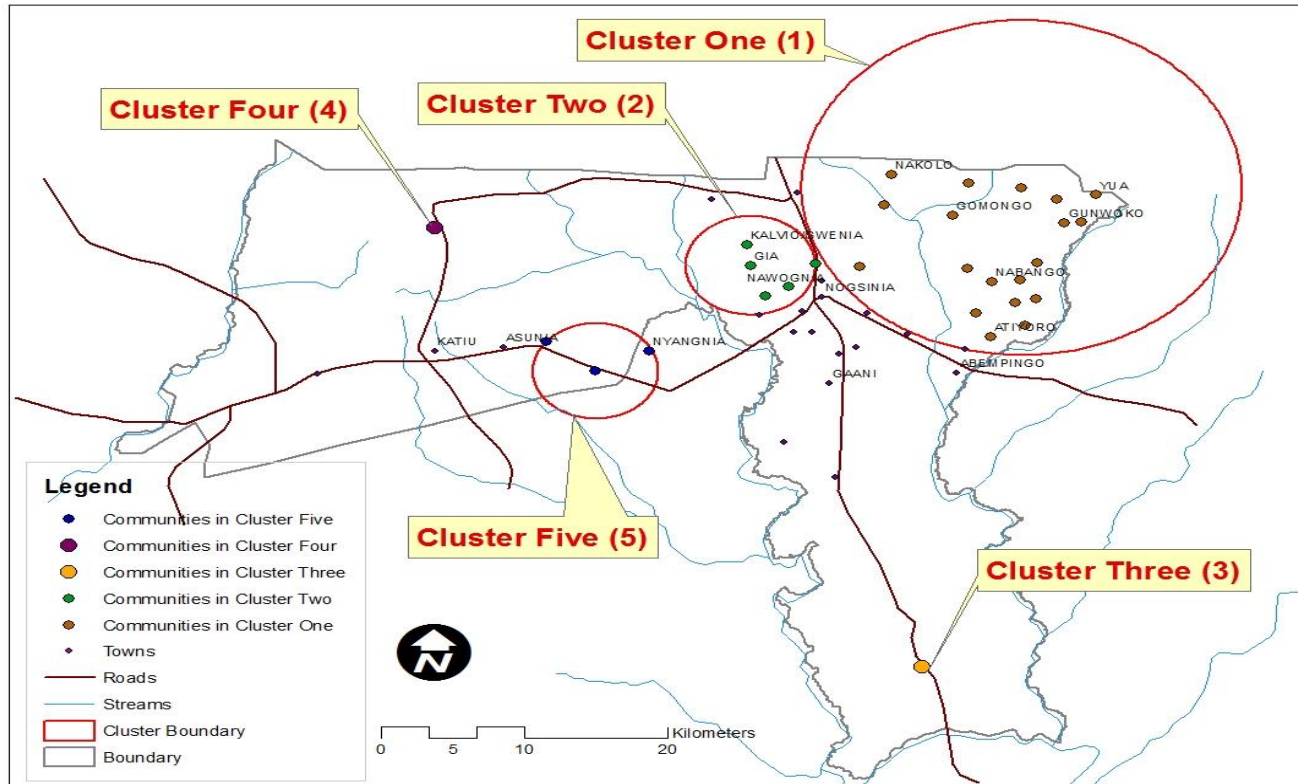 Cluster One (1)
Cluster Two (2)
Cluster Four (4)
NAKOLO
YUA
GOMONGO
GUNWOKO
KALVIO/GWENIA
GIA
NAWOGNIA
NOGSINIA
NABANGO
ATIYORO
KATIU
ASUNIA
NYANGNIA
GAANI
ABEMPINGO
Cluster Five (5)
Cluster Three (3)
Legend
Communities in Cluster Five
Communities in Cluster Four
Communities in Cluster Three
Communities in Cluster Two
Communities in Cluster One
Towns
Roads
Streams
Cluster Boundary
Boundary
N
Kilometers
0 5 10 20